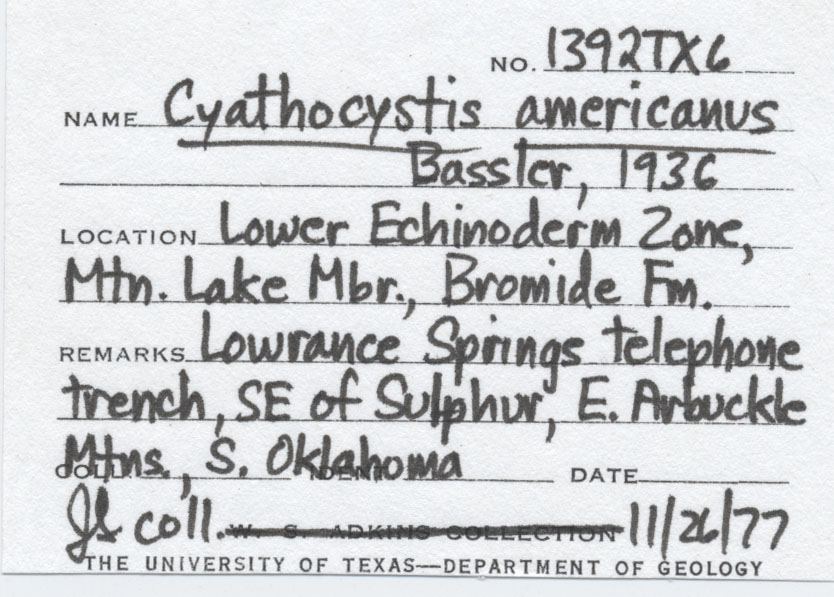 NO. 1392TX6
NAME Cyathocystis americanus
Bassler, 1936
LOCATION Lower Echinoderm Zone,
Mtn. Lake Mbr., Bromide Fm.
REMARKS Lowrance Springs telephone
trench, SE of Sulphur, E. Arbuckle
Mtns., S. Oklahoma
COLL. IDENT. DATE
JS coll. W. S. ADKINS COLLECTION 11/26/77
THE UNIVERSITY OF TEXAS—DEPARTMENT OF GEOLOGY